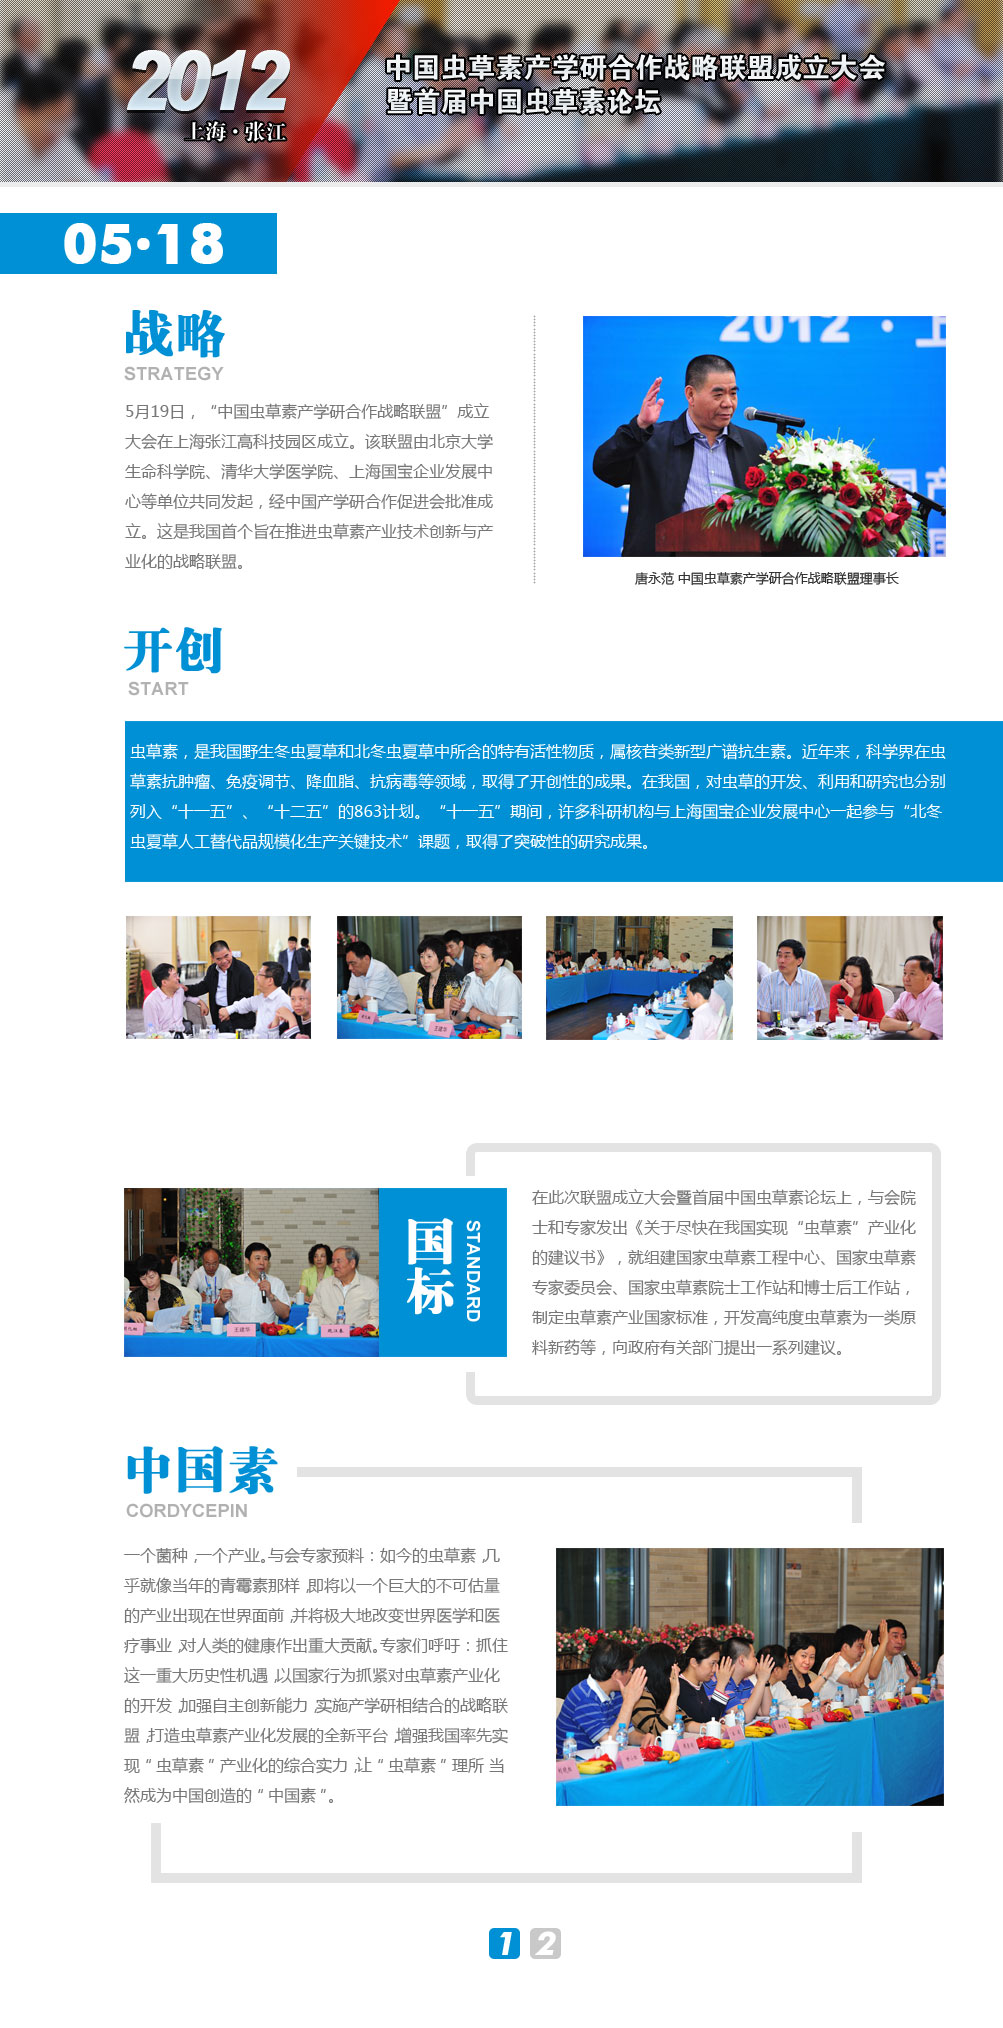 2012
上海·张江
中国虫草素产学研合作战略联盟成立大会
暨首届中国虫草素论坛
05·18
战略
STRATEGY
5月19日，“中国虫草素产学研合作战略联盟”成立
大会在上海张江高科技园区成立。该联盟由北京大学
生命科学院、清华大学医学院、上海国宝企业发展中
心等单位共同发起，经中国产学研合作促进会批准成
立。这是我国首个旨在推进虫草素产业技术创新与产
业化的战略联盟。
2012·上
唐永范 中国虫草素产学研合作战略联盟理事长
开创
START
虫草素，是我国野生冬虫夏草和北冬虫夏草中所含的特有活性物质，属核苷类新型广谱抗生素。近年来，科学界在虫
草素抗肿瘤、免疫调节、降血脂、抗病毒等领域，取得了开创性的成果。在我国，对虫草的开发、利用和研究也分别
列入“十一五”、“十二五”的863计划。“十一五”期间，许多科研机构与上海国宝企业发展中心一起参与“北冬
虫夏草人工替代品规模化生产关键技术”课题，取得了突破性的研究成果。
国标
STANDARD
在此次联盟成立大会暨首届中国虫草素论坛上，与会院
士和专家发出《关于尽快在我国实现“虫草素”产业化
的建议书》，就组建国家虫草素工程中心、国家虫草素
专家委员会、国家虫草素院士工作站和博士后工作站，
制定虫草素产业国家标准，开发高纯度虫草素为一类原
料新药等，向政府有关部门提出一系列建议。
中国素
CORDYCEPIN
一个菌种，一个产业。与会专家预料：如今的虫草素，几
乎就像当年的青霉素那样，即将以一个巨大的不可估量
的产业出现在世界面前，并将极大地改变世界医学和医
疗事业，对人类的健康作出重大贡献。专家们呼吁：抓住
这一重大历史性机遇，以国家行为抓紧对虫草素产业化
的开发，加强自主创新能力，实施产学研相结合的战略联
盟，打造虫草素产业化发展的全新平台，增强我国率先实
现“虫草素”产业化的综合实力，让“虫草素”理所 当
然成为中国创造的“中国素”。
1
2